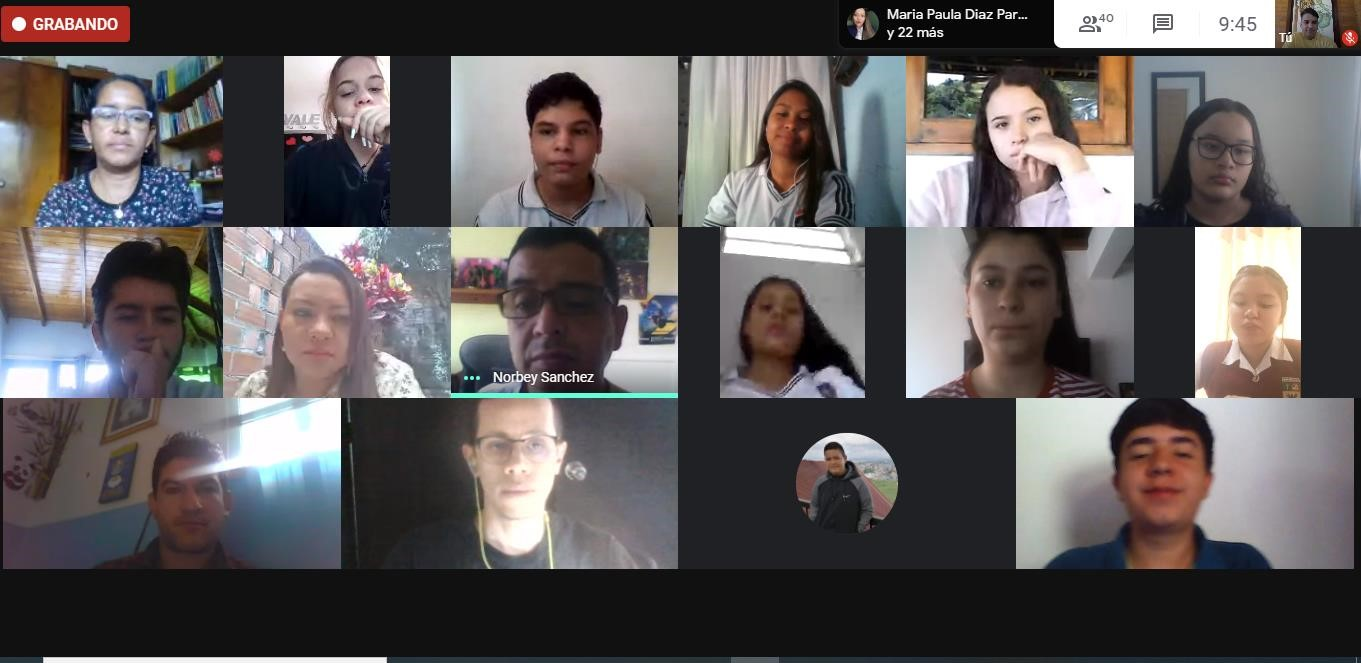 GRABANDO
Maria Paula Diaz Par...
y 22 más
40
9:45
Tú
VALE
Norbey Sanchez